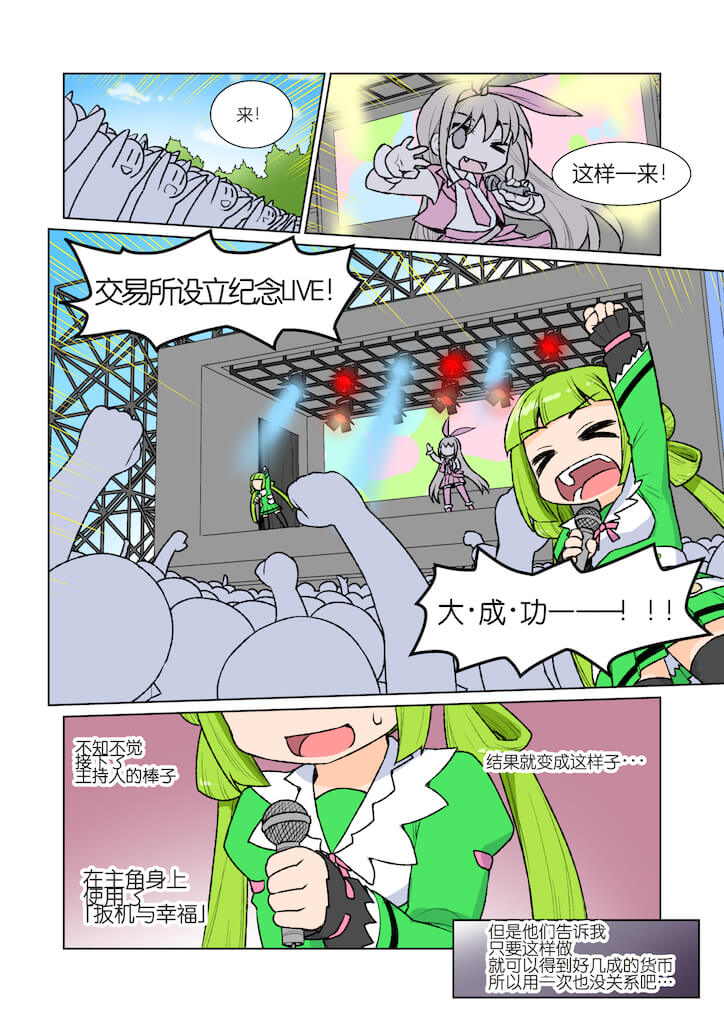 来!
这样一来!
交易所设立纪念LIVE!
大·成·功——!!!
不知不觉
接下了
主持人的棒子
结果就变成这样子···
在主角身上
使用了
「扳机与幸福」
但是他们告诉我
只要这样做
就可以得到好几成的货币
所以用一次也没关系吧···